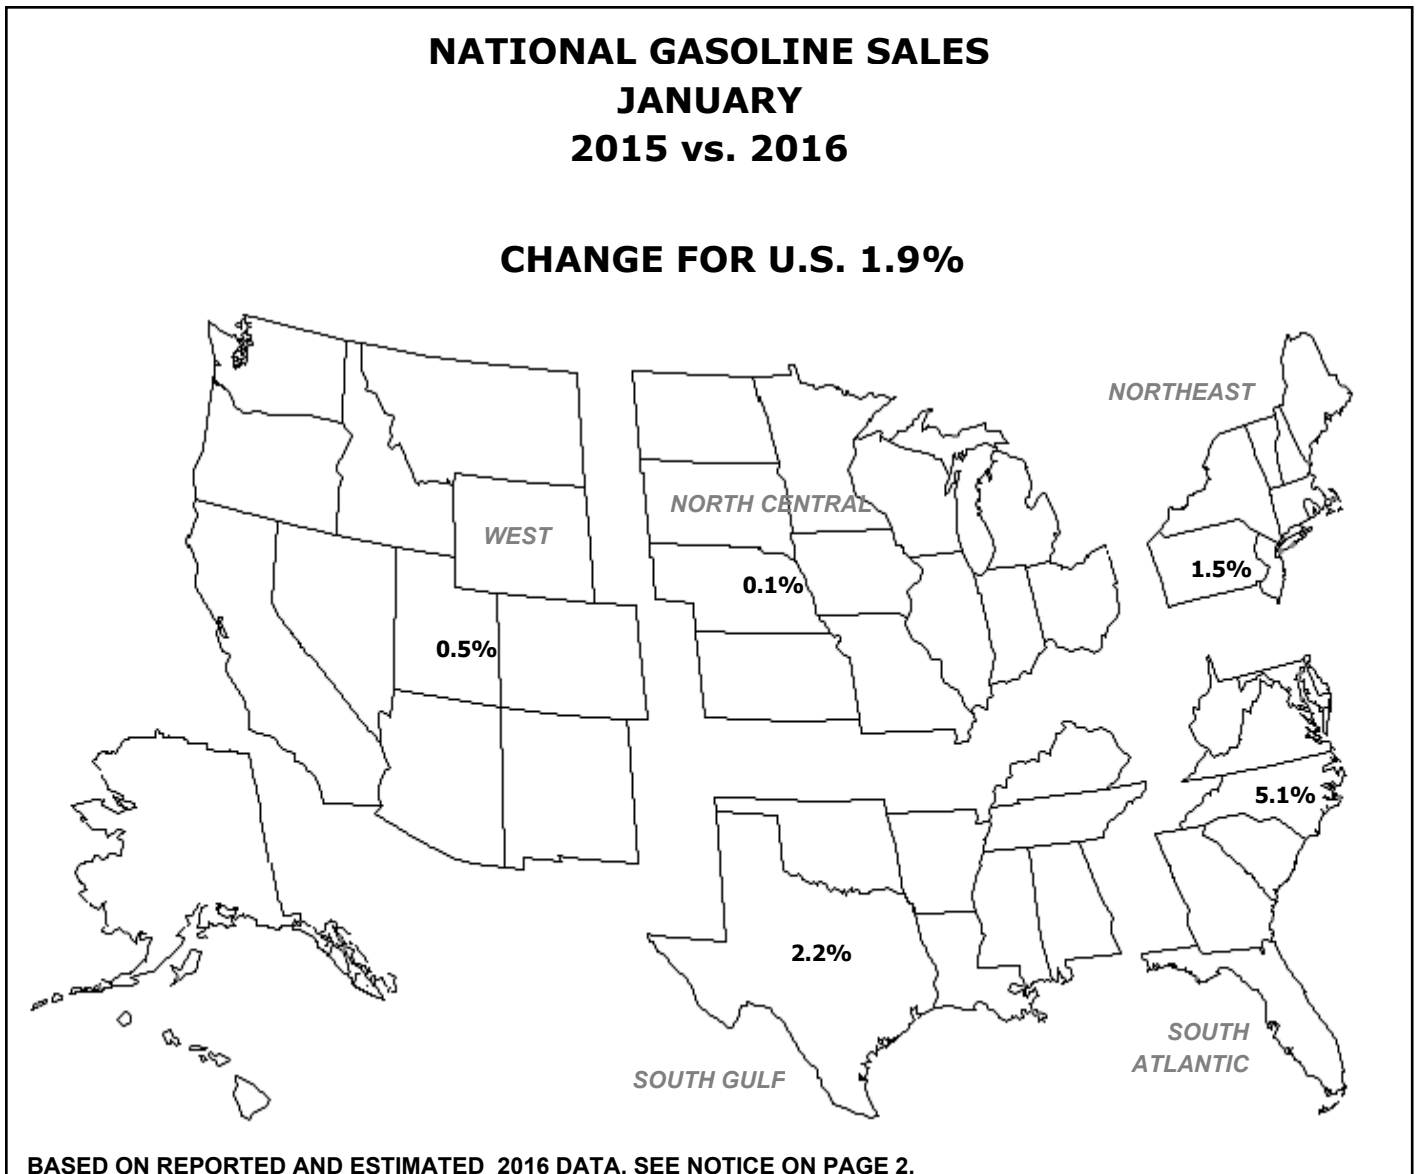 NATIONAL GASOLINE SALES
JANUARY
2015 vs. 2016
CHANGE FOR U.S. 1.9%
NORTHEAST
NORTH CENTRAL
WEST
1.5%
0.1%
0.5%
5.1%
2.2%
SOUTH
ATLANTIC
SOUTH GULF
BASED ON REPORTED AND ESTIMATED  2016 DATA. SEE NOTICE ON PAGE 2.